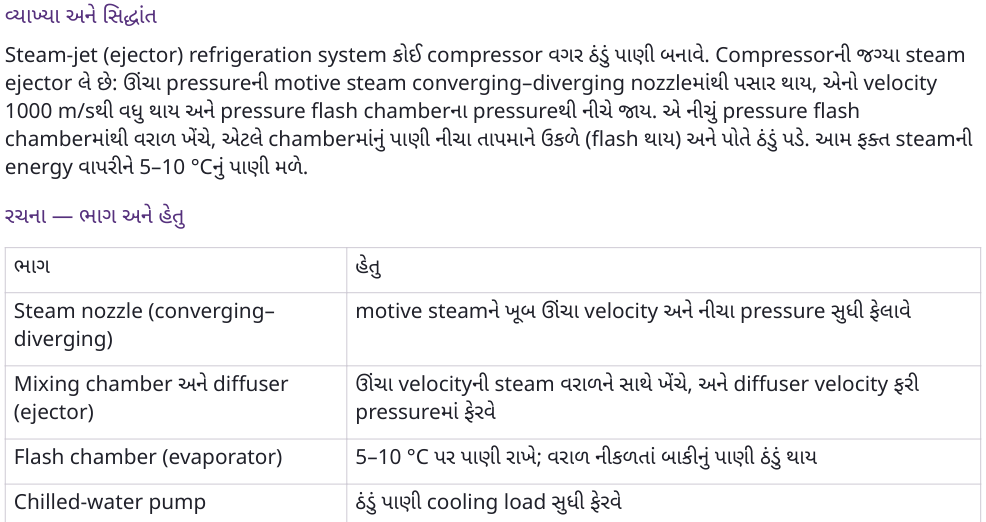 વ્યાખ્યા અને સિદ્ધાંત
Steam-jet (ejector) refrigeration system કોઈ compressor વગર ઠંડું પાણી બનાવે. Compressorની જગ્યા steam
ejector લે છે: ઊંચા pressureની motive steam converging–diverging nozzleમાંથી પસાર થાય, એનો velocity
1000 m/sથી વધુ થાય અને pressure flash chamberના pressureથી નીચે જાય. એ નીચું pressure flash
chamberમાંથી વરાળ ખેંચે, એટલે chamberમાંનું પાણી નીચા તાપમાને ઉકળે (flash થાય) અને પોતે ઠંડું પડે. આમ ફક્ત steamની
energy વાપરીને 5–10 °Cનું પાણી મળે.
રચના — ભાગ અને હેતુ
ભાગ
હેતુ
Steam nozzle (converging–
diverging)
motive steamને ખૂબ ઊંચા velocity અને નીચા pressure સુધી ફેલાવે
Mixing chamber અને diffuser
(ejector)
ઊંચા velocityની steam વરાળને સાથે ખેંચે, અને diffuser velocity ફરી
pressureમાં ફેરવે
Flash chamber (evaporator)
5–10 °C પર પાણી રાખે; વરાળ નીકળતાં બાકીનું પાણી ઠંડું થાય
Chilled-water pump
ઠંડું પાણી cooling load સુધી ફેરવે